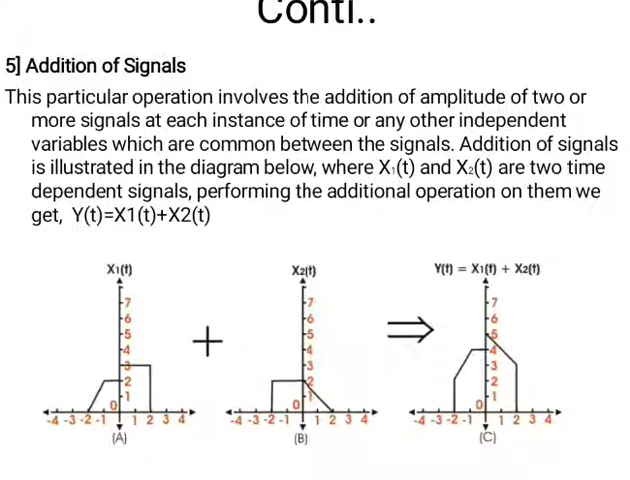 Conti..
5] Addition of Signals
This particular operation involves the addition of amplitude of two or
more signals at each instance of time or any other independent
variables which are common between the signals. Addition of signals
is illustrated in the diagram below, where X₁(t) and X₂(t) are two time
dependent signals, performing the additional operation on them we
get, Y(t)=X1(t)+X2(t)
X₁(t) X₂(t) Y(t) = X₁(t) + X₂(t)
7 7 7
6 6 6
5 + 5 ⇒ 5
4 4 4
3 3 3
2 2 2
1 1 1
0 0 0
-4 -3 -2 -1 1 2 3 4 -4 -3 -2 -1 1 2 3 4 -4 -3 -2 -1 1 2 3 4
(A) (B) (C)